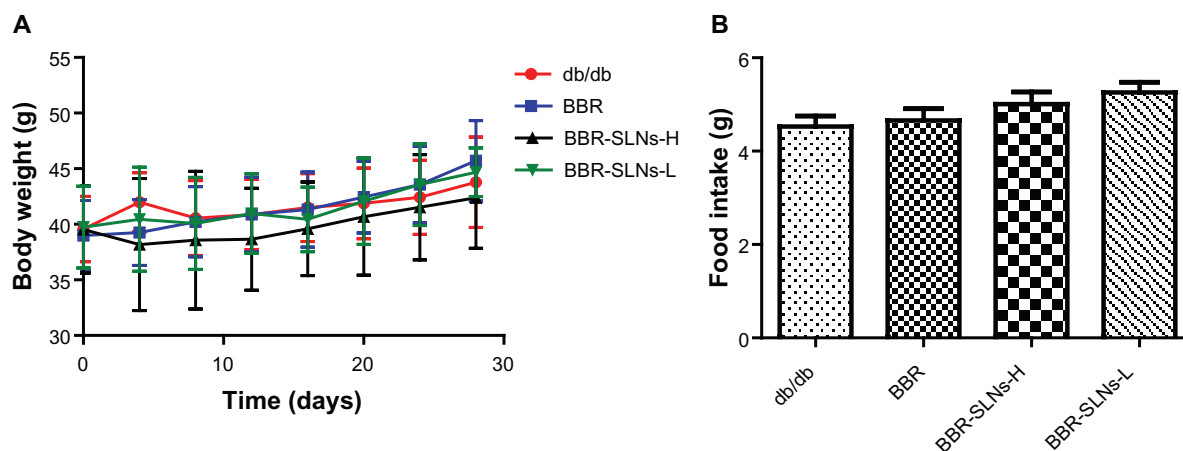 A
Body weight (g)
55
50
45
40
35
30
0
10
20
30
Time (days)
db/db
BBR
BBR-SLNs-H
BBR-SLNs-L
B
Food intake (g)
6
4
2
0
db/db
BBR
BBR-SLNs-H
BBR-SLNs-L